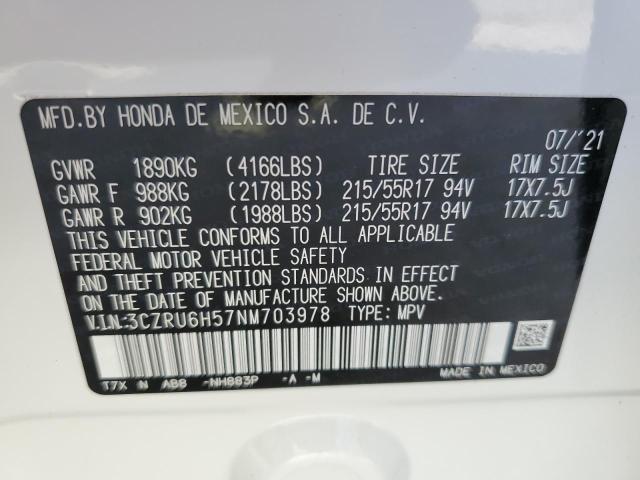 MFD.BY HONDA DE MEXICO S.A. DE C.V.
07/'21
GVWR 1890KG (4166LBS) TIRE SIZE RIM SIZE
GAWR F 988KG (2178LBS) 215/55R17 94V 17X7.5J
GAWR R 902KG (1988LBS) 215/55R17 94V 17X7.5J
THIS VEHICLE CONFORMS TO ALL APPLICABLE
FEDERAL MOTOR VEHICLE SAFETY
AND THEFT PREVENTION STANDARDS IN EFFECT
ON THE DATE OF MANUFACTURE SHOWN ABOVE.
V.I.N:3CZRU6H57NM703978 TYPE: MPV
T7X N ABB -NH883P -A -M
MADE IN MEXICO